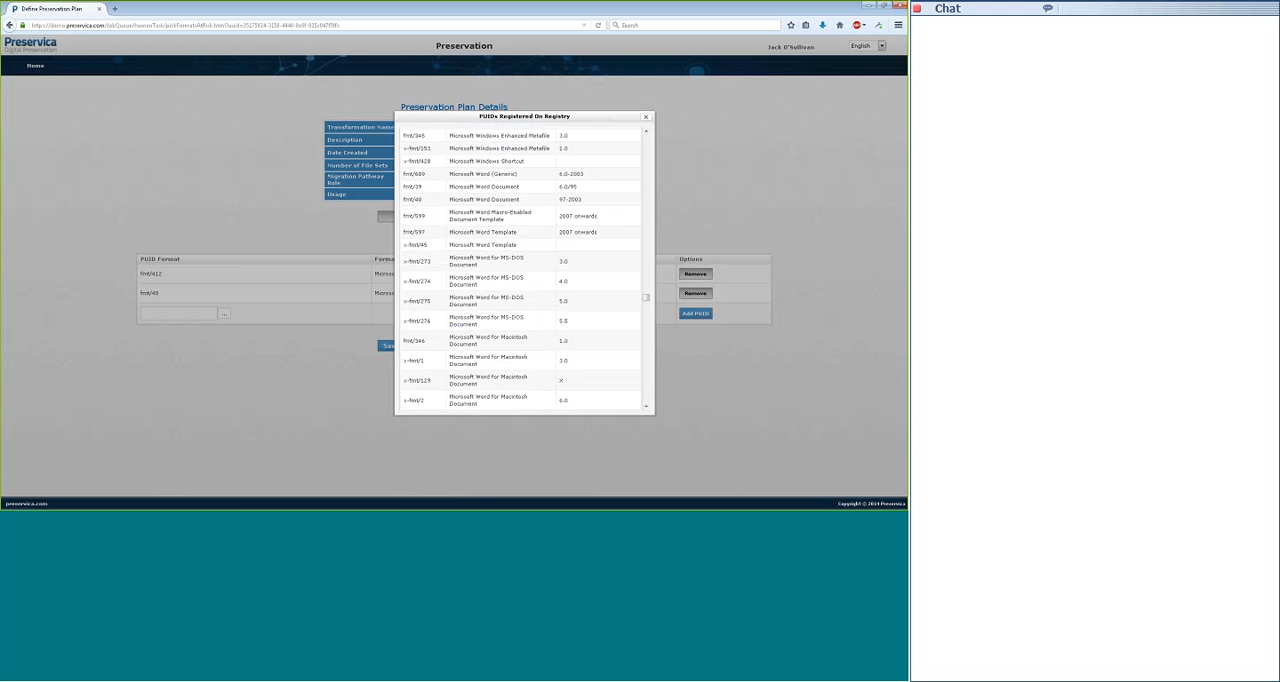 Define Preservation Plan
Chat
preservica.com
Search
Preservica
Digital Preservation
Preservation
Jack O'Sullivan
English
Home
Preservation Plan Details
PUIDs Registered On Registry
Transformation Name
Description
Date Created
Number of File Sets
Migration Pathway
Role
Usage
fmt/345 Microsoft Windows Enhanced Metafile 3.0
x-fmt/153 Microsoft Windows Enhanced Metafile 1.0
x-fmt/428 Microsoft Windows Shortcut
fmt/609 Microsoft Word (Generic) 6.0-2003
fmt/39 Microsoft Word Document 6.0/95
fmt/40 Microsoft Word Document 97-2003
fmt/599 Microsoft Word Macro-Enabled
Document Template 2007 onwards
fmt/597 Microsoft Word Template 2007 onwards
x-fmt/45 Microsoft Word Template
x-fmt/273 Microsoft Word for MS-DOS
Document 3.0
x-fmt/274 Microsoft Word for MS-DOS
Document 4.0
x-fmt/275 Microsoft Word for MS-DOS
Document 5.0
x-fmt/276 Microsoft Word for MS-DOS
Document 5.5
fmt/346 Microsoft Word for Macintosh
Document 1.0
x-fmt/1 Microsoft Word for Macintosh
Document 3.0
x-fmt/129 Microsoft Word for Macintosh
Document X
x-fmt/2 Microsoft Word for Macintosh
Document 6.0
PUID Format Forma Options
fmt/412 Micros Remove
fmt/40 Micros Remove
... Add PUID
Sav
preservica.com
Copyright © 2014 Preservica